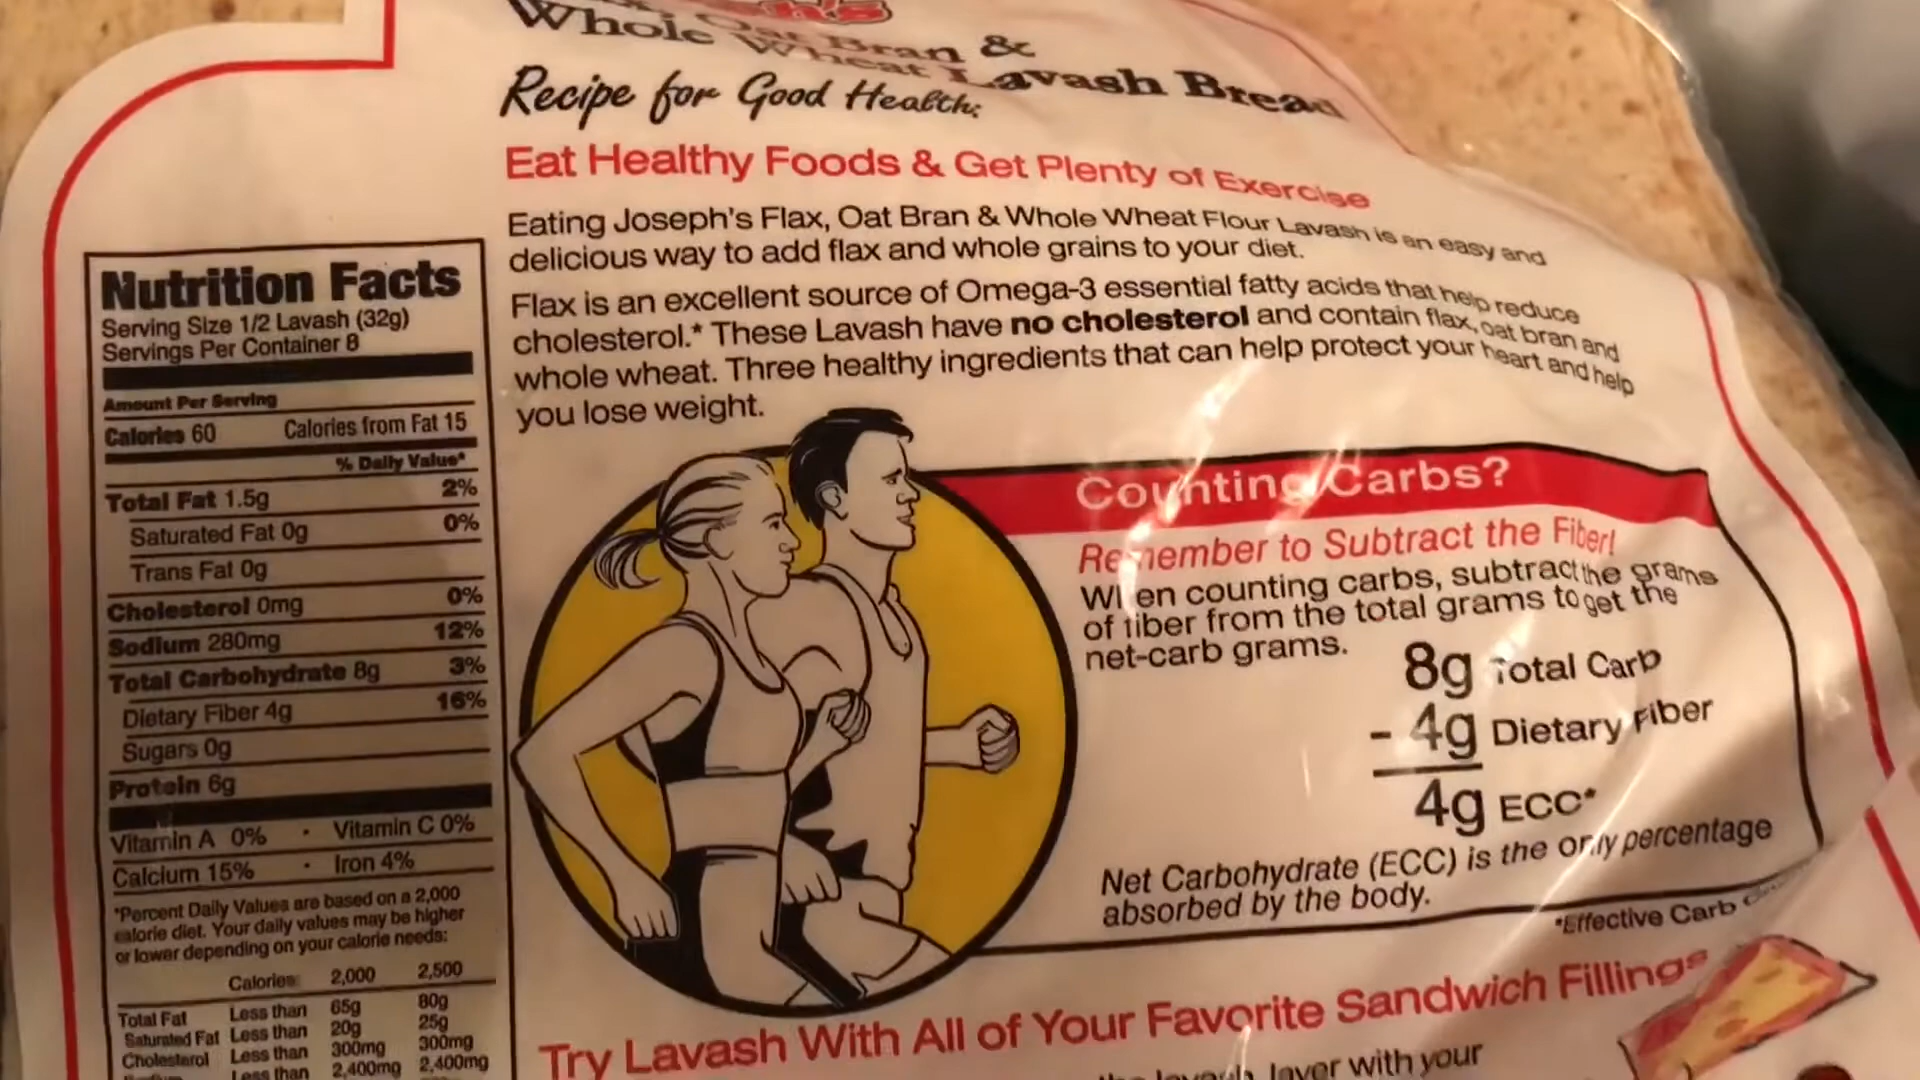 Oat Bran &
Whole Wheat Lavash Bread
Recipe for Good Health:
Eat Healthy Foods & Get Plenty of Exercise
Eating Joseph's Flax, Oat Bran & Whole Wheat Flour Lavash is an easy and
delicious way to add flax and whole grains to your diet.
Flax is an excellent source of Omega-3 essential fatty acids that help reduce
cholesterol.* These Lavash have no cholesterol and contain flax, oat bran and
whole wheat. Three healthy ingredients that can help protect your heart and help
you lose weight.
Nutrition Facts
Serving Size 1/2 Lavash (32g)
Servings Per Container 8
Amount Per Serving
Calories 60 Calories from Fat 15
% Daily Value*
Total Fat 1.5g 2%
Saturated Fat 0g 0%
Trans Fat 0g
Cholesterol 0mg 0%
Sodium 280mg 12%
Total Carbohydrate 8g 3%
Dietary Fiber 4g 16%
Sugars 0g
Protein 6g
Vitamin A 0% • Vitamin C 0%
Calcium 15% • Iron 4%
*Percent Daily Values are based on a 2,000
calorie diet. Your daily values may be higher
or lower depending on your calorie needs:
Calories: 2,000 2,500
Total Fat Less than 65g 80g
Saturated Fat Less than 20g 25g
Cholesterol Less than 300mg 300mg
Less than 2,400mg 2,400mg
Counting Carbs?
Remember to Subtract the Fiber!
When counting carbs, subtract the grams
of fiber from the total grams to get the
net-carb grams.
8g Total Carb
- 4g Dietary Fiber
4g ECC*
Net Carbohydrate (ECC) is the only percentage
absorbed by the body.
*Effective Carb
Try Lavash With All of Your Favorite Sandwich Fillings
layer with your